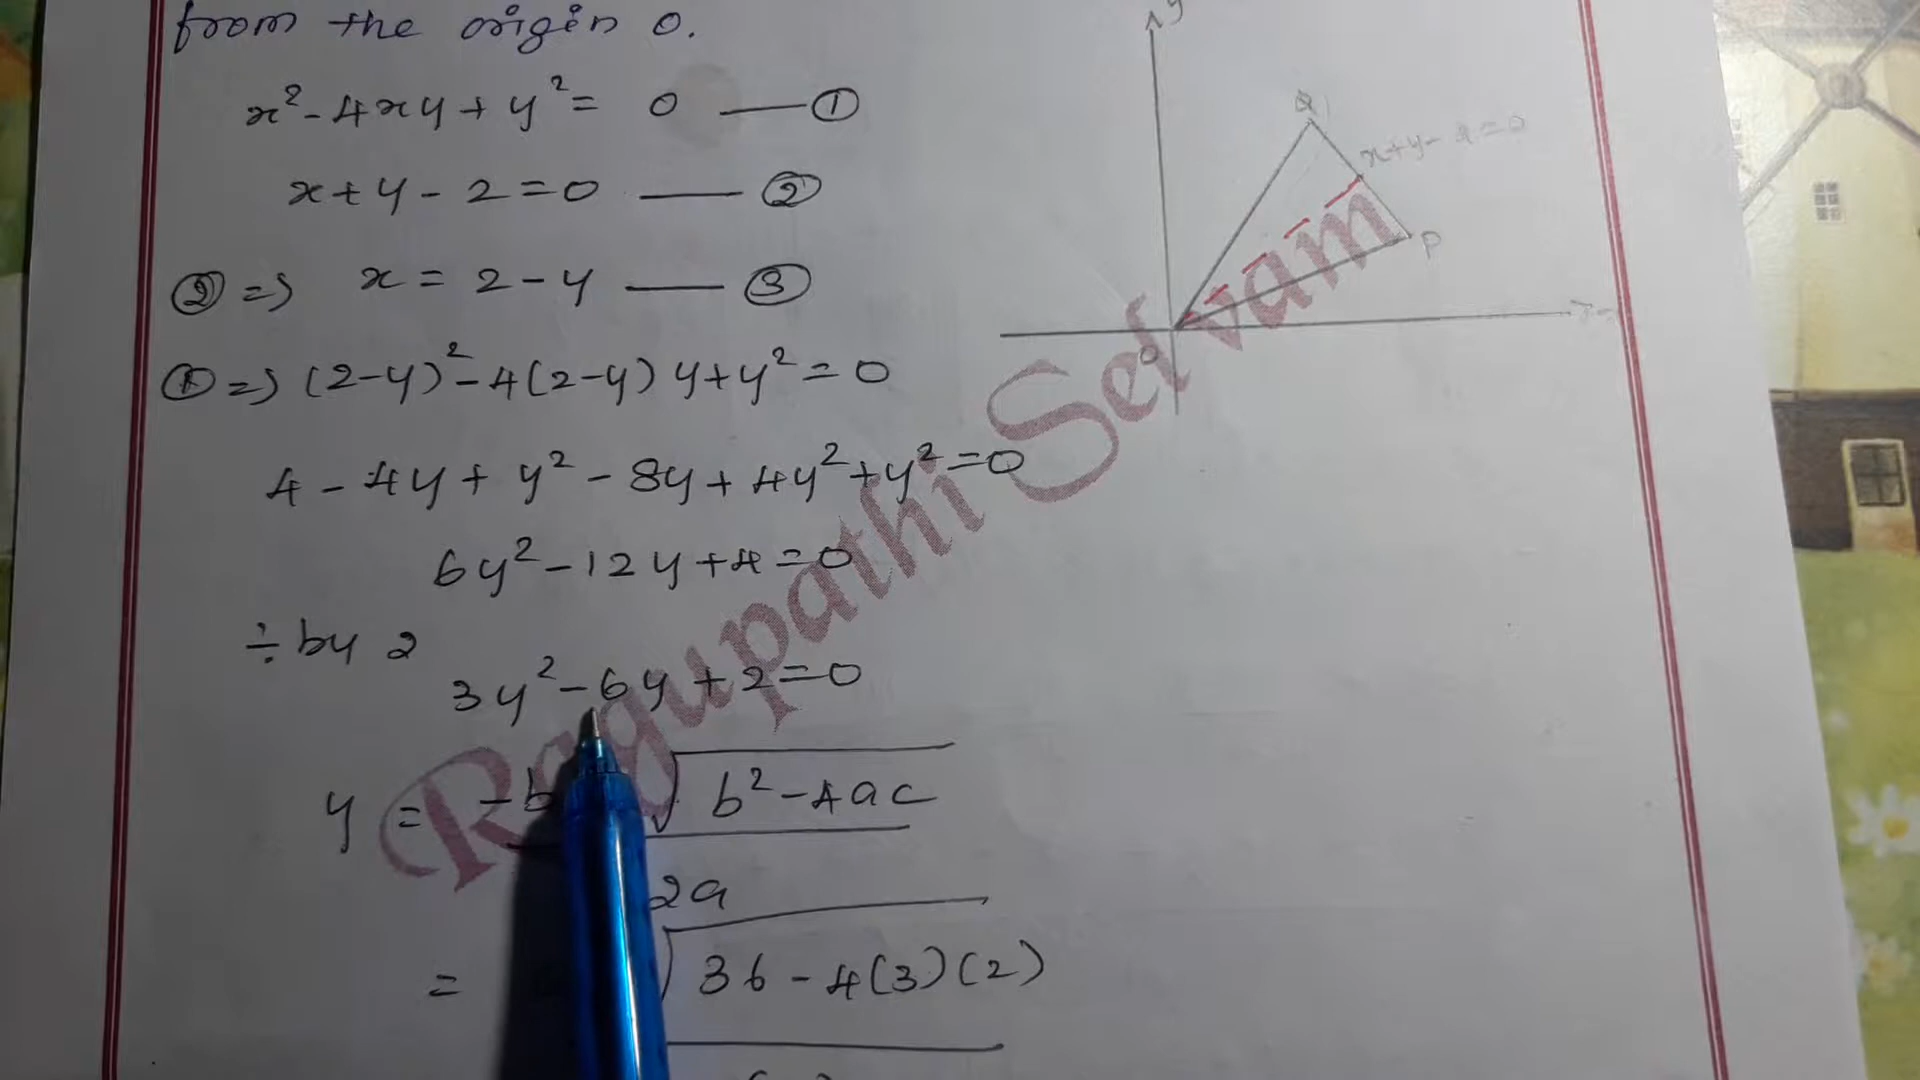 from the origin O.
x² - 4xy + y² = 0 —— ①
x + y - 2 = 0 —— ②
② ⇒ x = 2 - y —— ③
① ⇒ (2-y)² - 4(2-y) y + y² = 0
4 - 4y + y² - 8y + 4y² + y² = 0
6y² - 12y + 4 = 0
÷ by 2
3y² - 6y + 2 = 0
y = -b √b² - 4ac
2a
= √36 - 4(3)(2)
y
Q
x+y-2=0
P
O
Ragupathi Selvam